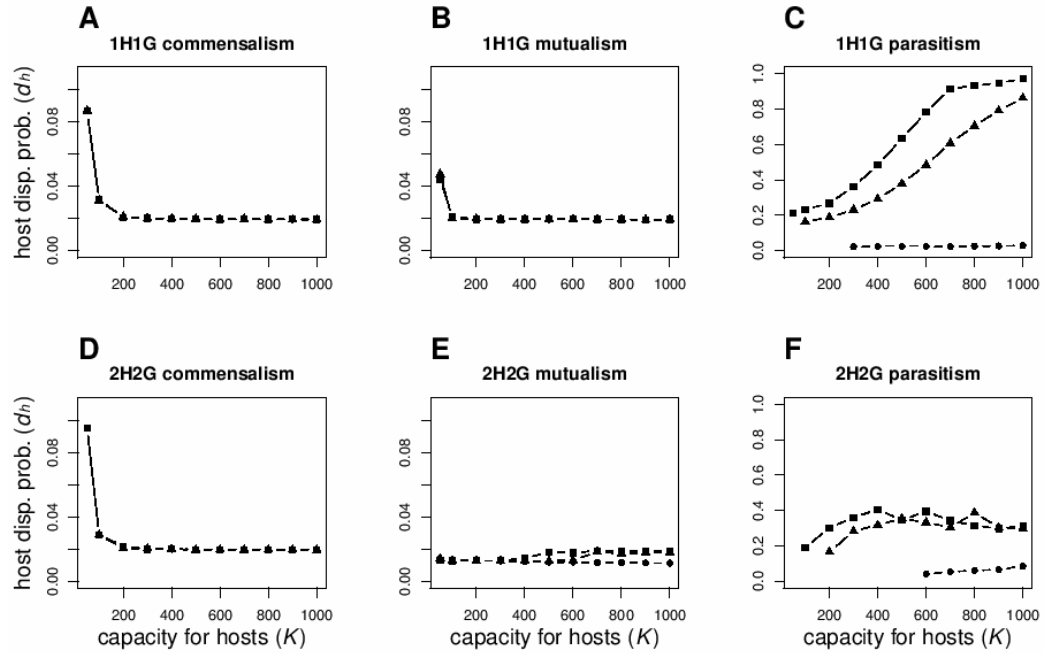 A
B
C
1H1G commensalism
1H1G mutualism
1H1G parasitism
host disp. prob. (dh)
0.00 0.04 0.08
0.00 0.04 0.08
0.0 0.2 0.4 0.6 0.8 1.0
200 400 600 800 1000
200 400 600 800 1000
200 400 600 800 1000
D
E
F
2H2G commensalism
2H2G mutualism
2H2G parasitism
host disp. prob. (dh)
0.00 0.04 0.08
0.00 0.04 0.08
0.0 0.2 0.4 0.6 0.8 1.0
200 400 600 800 1000
200 400 600 800 1000
200 400 600 800 1000
capacity for hosts (K)
capacity for hosts (K)
capacity for hosts (K)